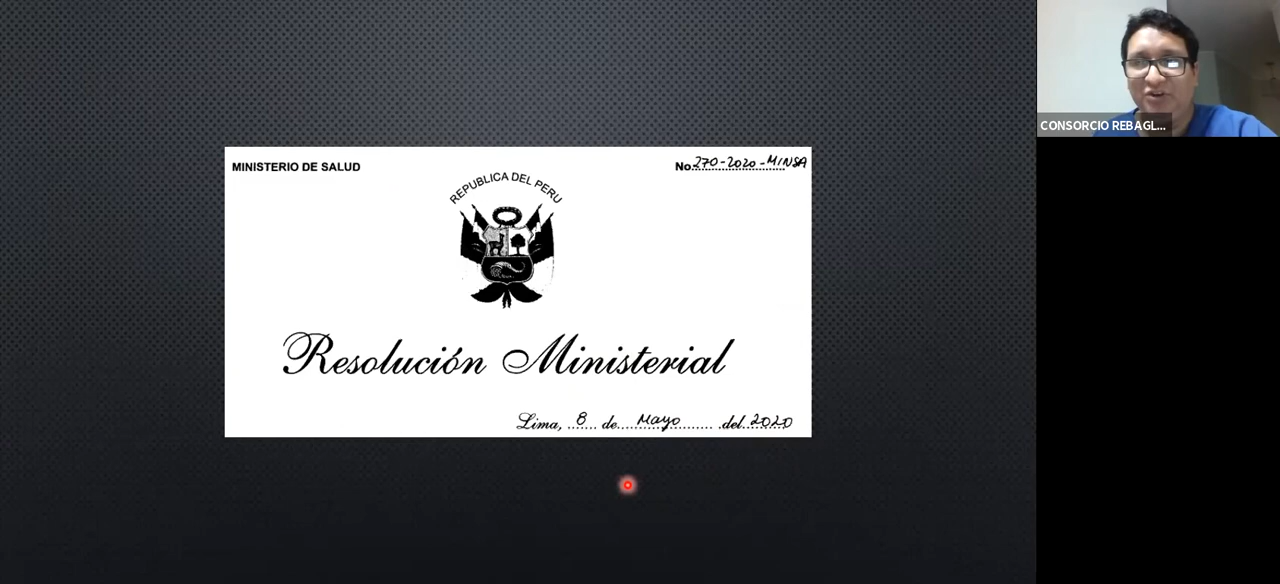 MINISTERIO DE SALUD
No. 270-2020-MINSA
REPUBLICA DEL PERU
Resolución Ministerial
Lima, 8 de Mayo del 2020
CONSORCIO REBAGL...